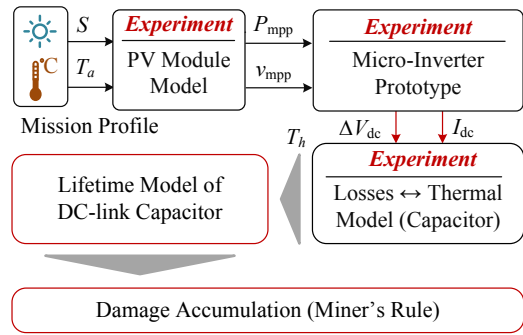 S
Experiment
P_mpp
Experiment
°C
T_a
PV Module
Model
v_mpp
Micro-Inverter
Prototype
Mission Profile
ΔV_dc
I_dc
T_h
Experiment
Lifetime Model of
DC-link Capacitor
Losses ↔ Thermal
Model (Capacitor)
Damage Accumulation (Miner's Rule)